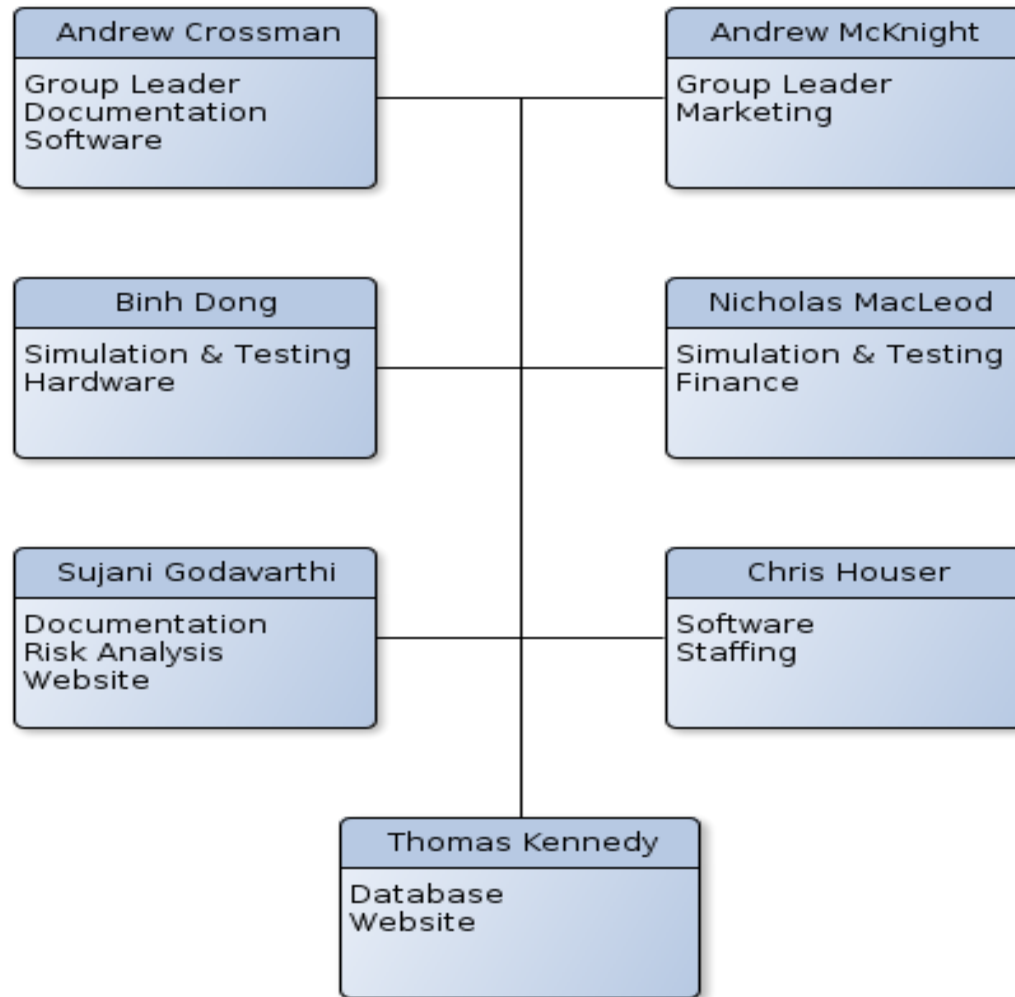 Andrew Crossman
Group Leader
Documentation
Software
Andrew McKnight
Group Leader
Marketing
Binh Dong
Simulation & Testing
Hardware
Nicholas MacLeod
Simulation & Testing
Finance
Sujani Godavarthi
Documentation
Risk Analysis
Website
Chris Houser
Software
Staffing
Thomas Kennedy
Database
Website